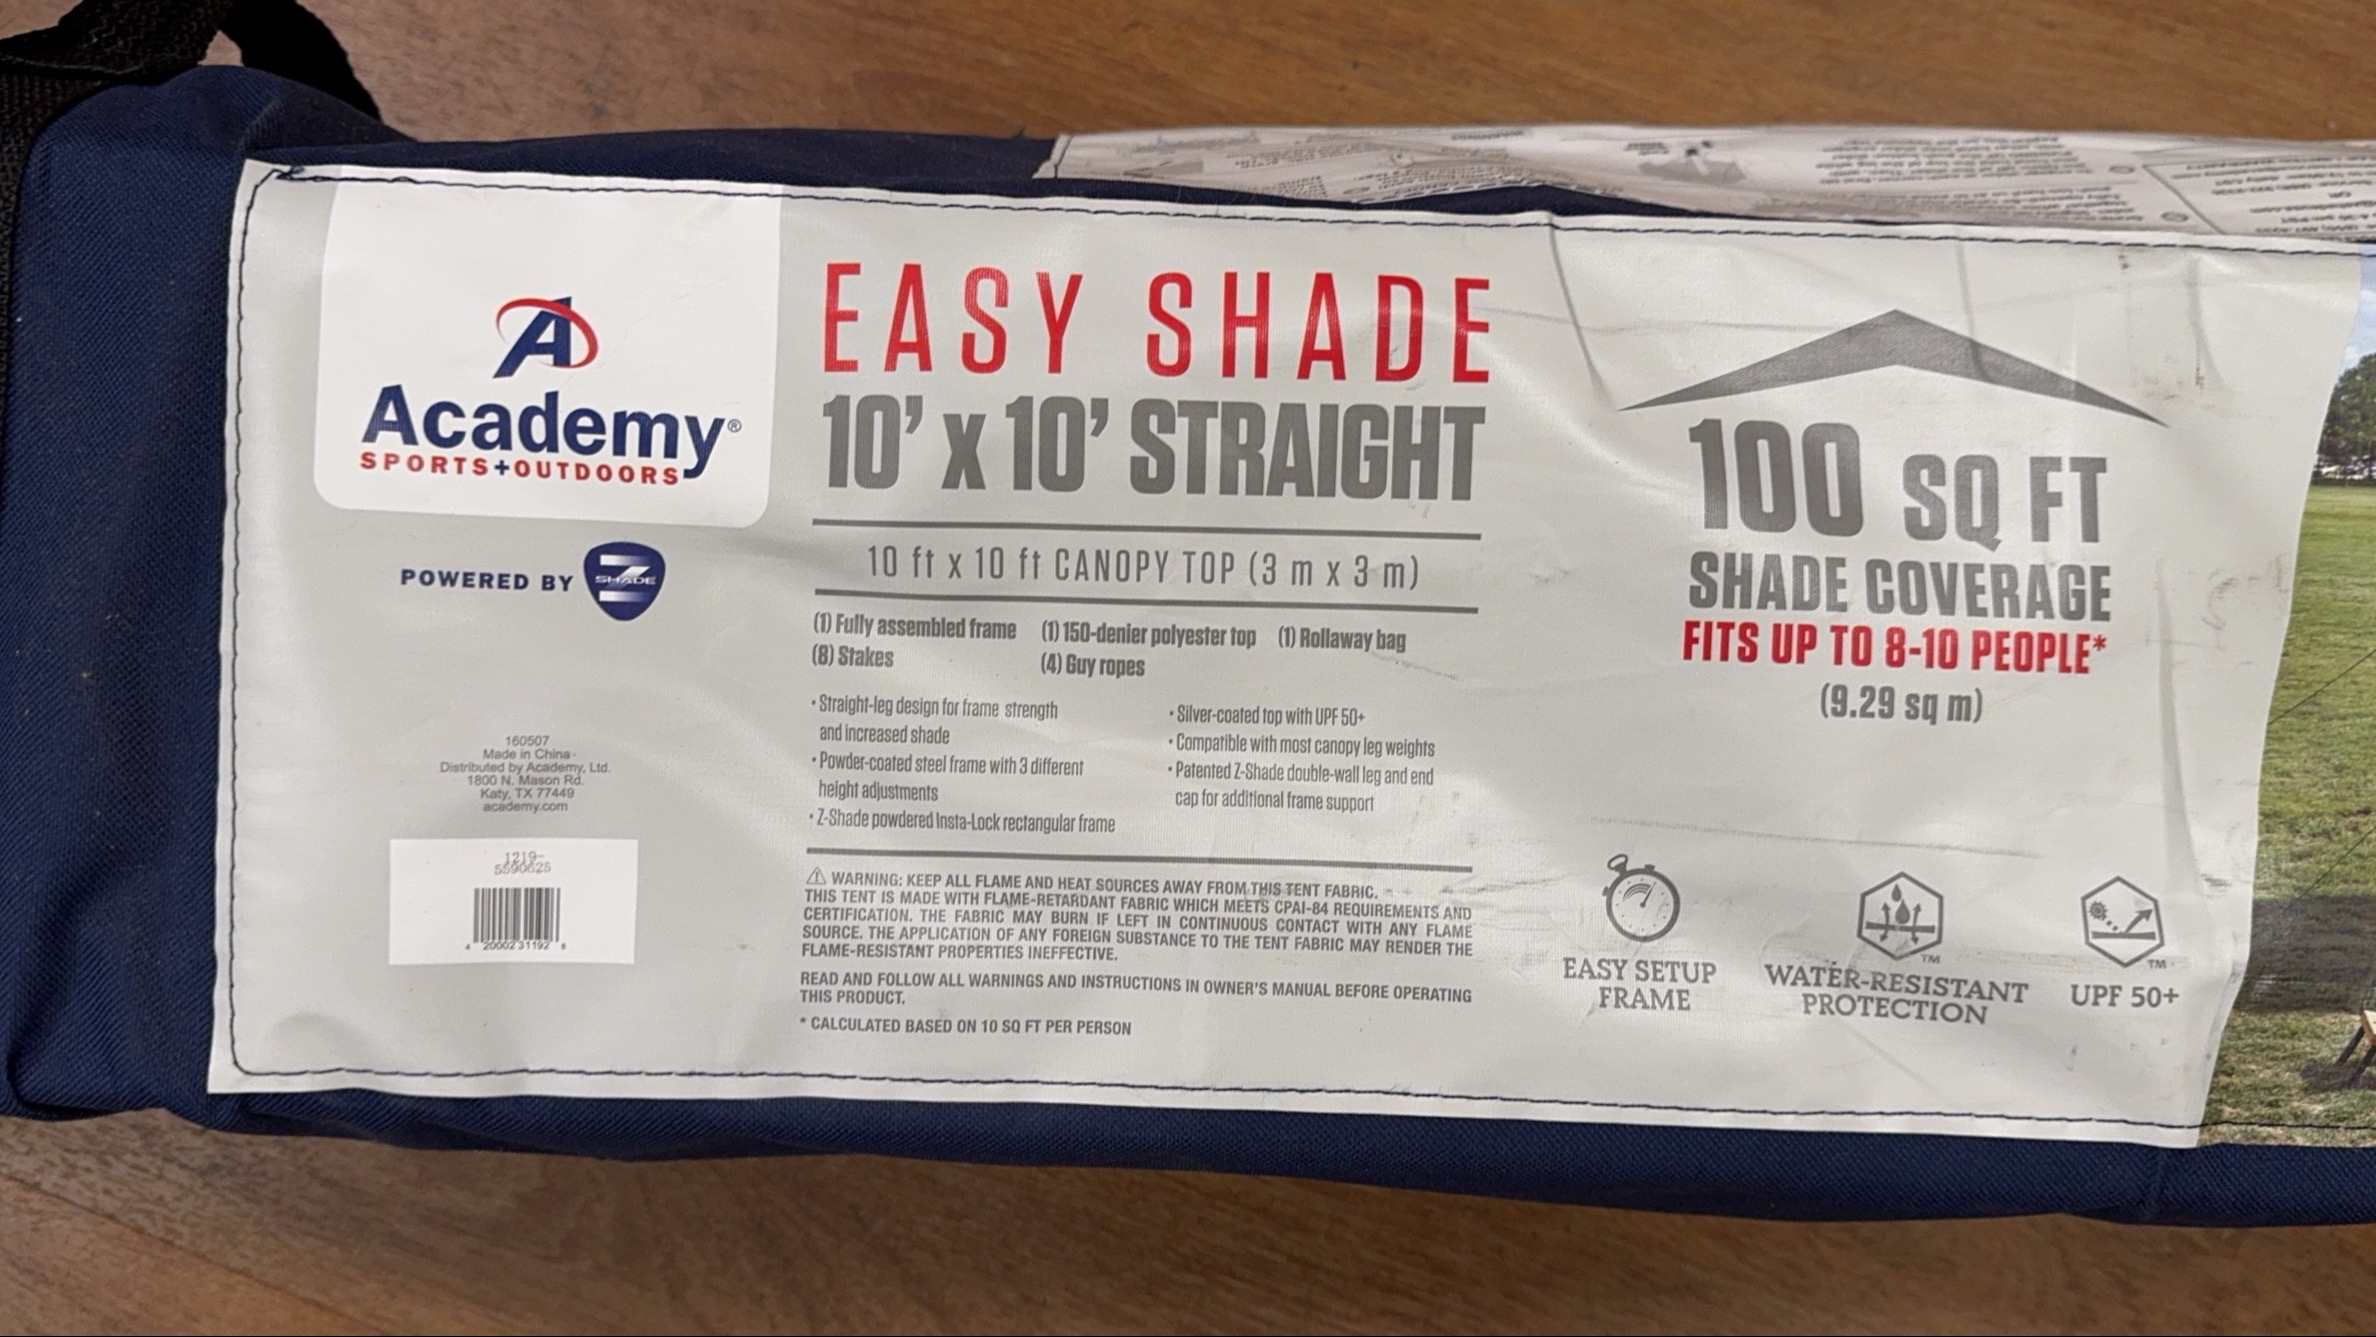 A
Academy®
SPORTS+OUTDOORS
POWERED BY Z SHADE
160507
Made in China
Distributed by Academy, Ltd.
1800 N. Mason Rd.
Katy, TX 77449
academy.com
1219-
5590625
4 20002 31192 6
EASY SHADE
10’ x 10’ STRAIGHT
10 ft x 10 ft CANOPY TOP (3 m x 3 m)
(1) Fully assembled frame (1) 150-denier polyester top (1) Rollaway bag
(8) Stakes (4) Guy ropes
• Straight-leg design for frame strength
and increased shade
• Powder-coated steel frame with 3 different
height adjustments
• Z-Shade powdered Insta-Lock rectangular frame
• Silver-coated top with UPF 50+
• Compatible with most canopy leg weights
• Patented Z-Shade double-wall leg and end
cap for additional frame support
⚠ WARNING: KEEP ALL FLAME AND HEAT SOURCES AWAY FROM THIS TENT FABRIC.
THIS TENT IS MADE WITH FLAME-RETARDANT FABRIC WHICH MEETS CPAI-84 REQUIREMENTS AND
CERTIFICATION. THE FABRIC MAY BURN IF LEFT IN CONTINUOUS CONTACT WITH ANY FLAME
SOURCE. THE APPLICATION OF ANY FOREIGN SUBSTANCE TO THE TENT FABRIC MAY RENDER THE
FLAME-RESISTANT PROPERTIES INEFFECTIVE.
READ AND FOLLOW ALL WARNINGS AND INSTRUCTIONS IN OWNER'S MANUAL BEFORE OPERATING
THIS PRODUCT.
* CALCULATED BASED ON 10 SQ FT PER PERSON
100 SQ FT
SHADE COVERAGE
FITS UP TO 8-10 PEOPLE*
(9.29 sq m)
EASY SETUP
FRAME
™
WATER-RESISTANT
PROTECTION
™
UPF 50+